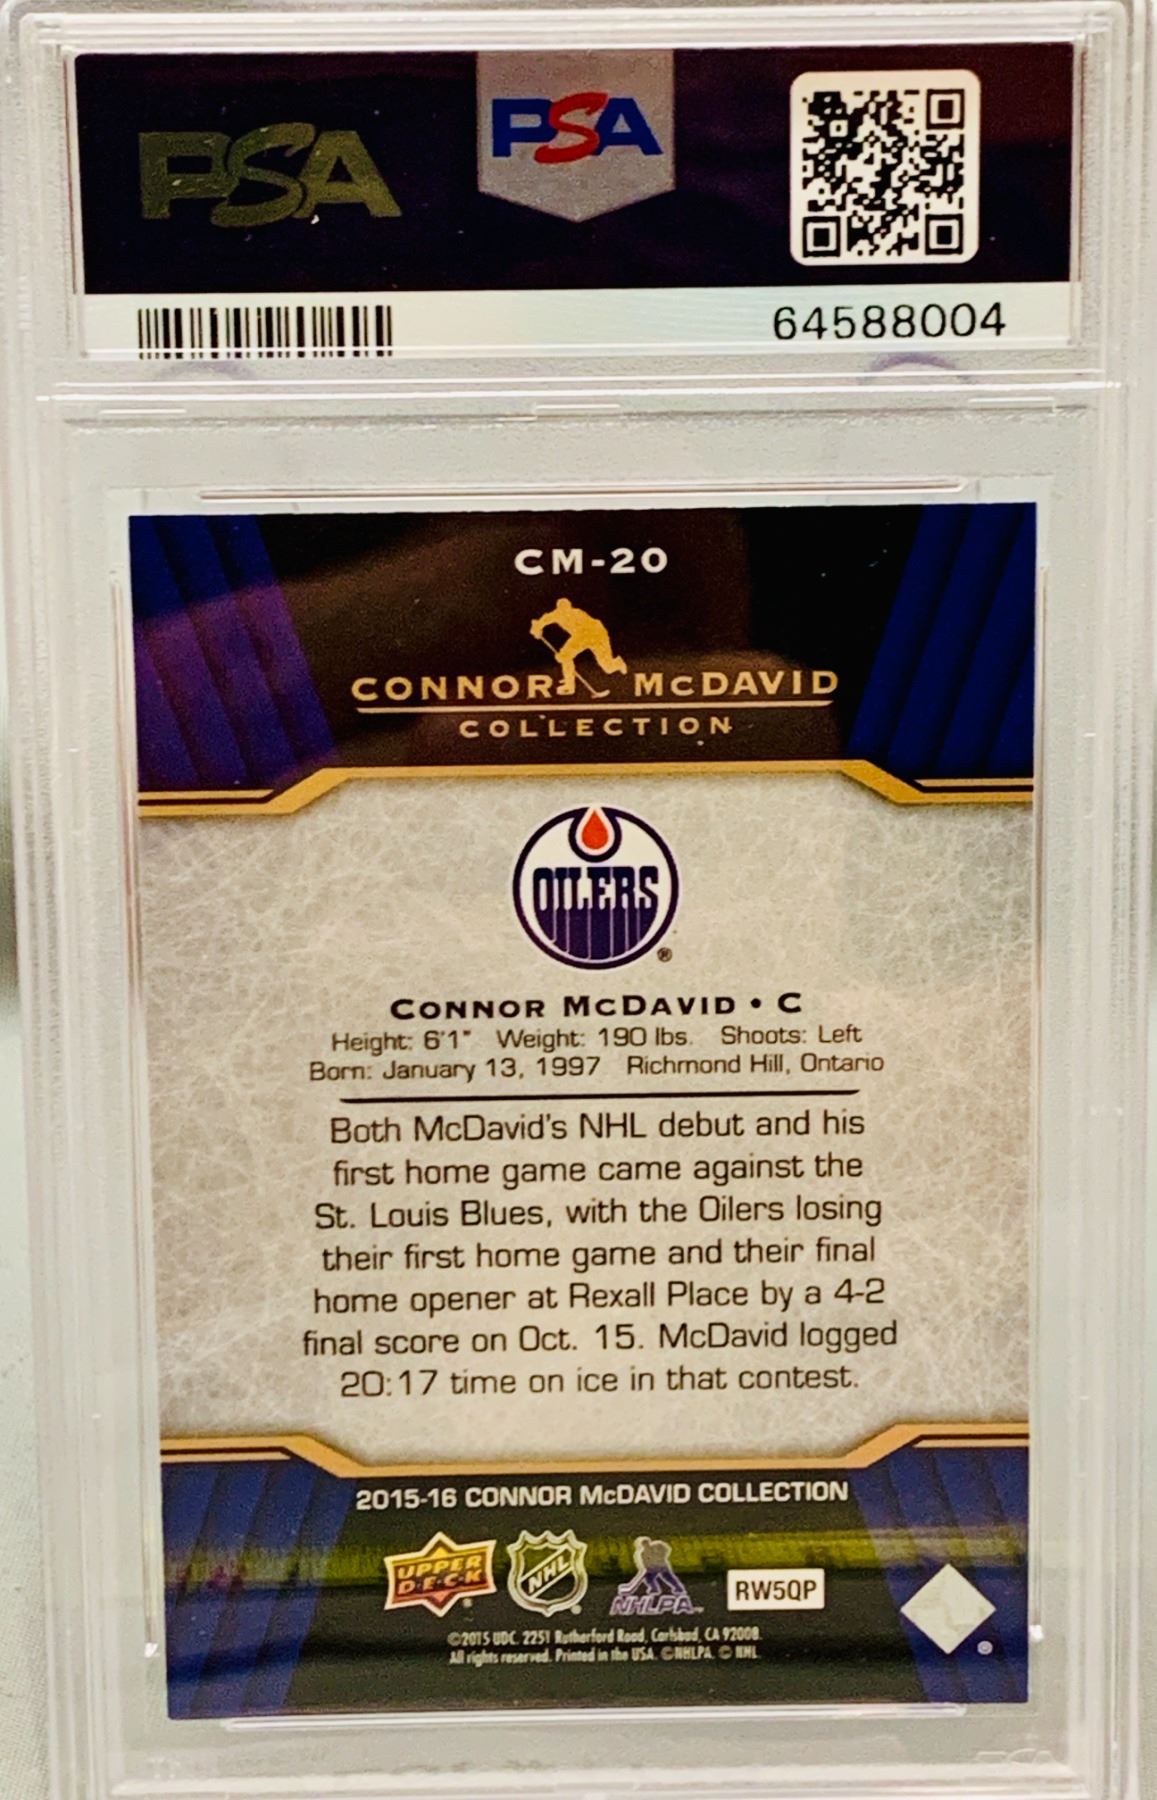 PSA
PSA
64588004
CM-20
CONNOR McDAVID
COLLECTION
OILERS
®
CONNOR McDAVID • C
Height: 6'1" Weight: 190 lbs. Shoots: Left
Born: January 13, 1997 Richmond Hill, Ontario
Both McDavid's NHL debut and his
first home game came against the
St. Louis Blues, with the Oilers losing
their first home game and their final
home opener at Rexall Place by a 4-2
final score on Oct. 15. McDavid logged
20:17 time on ice in that contest.
2015-16 CONNOR McDAVID COLLECTION
UPPER
DECK
NHL
NHLPA
RW5QP
©2015 UDC. 2251 Rutherford Road, Carlsbad, CA 92008.
All rights reserved. Printed in the USA. ©NHLPA. © NHL.